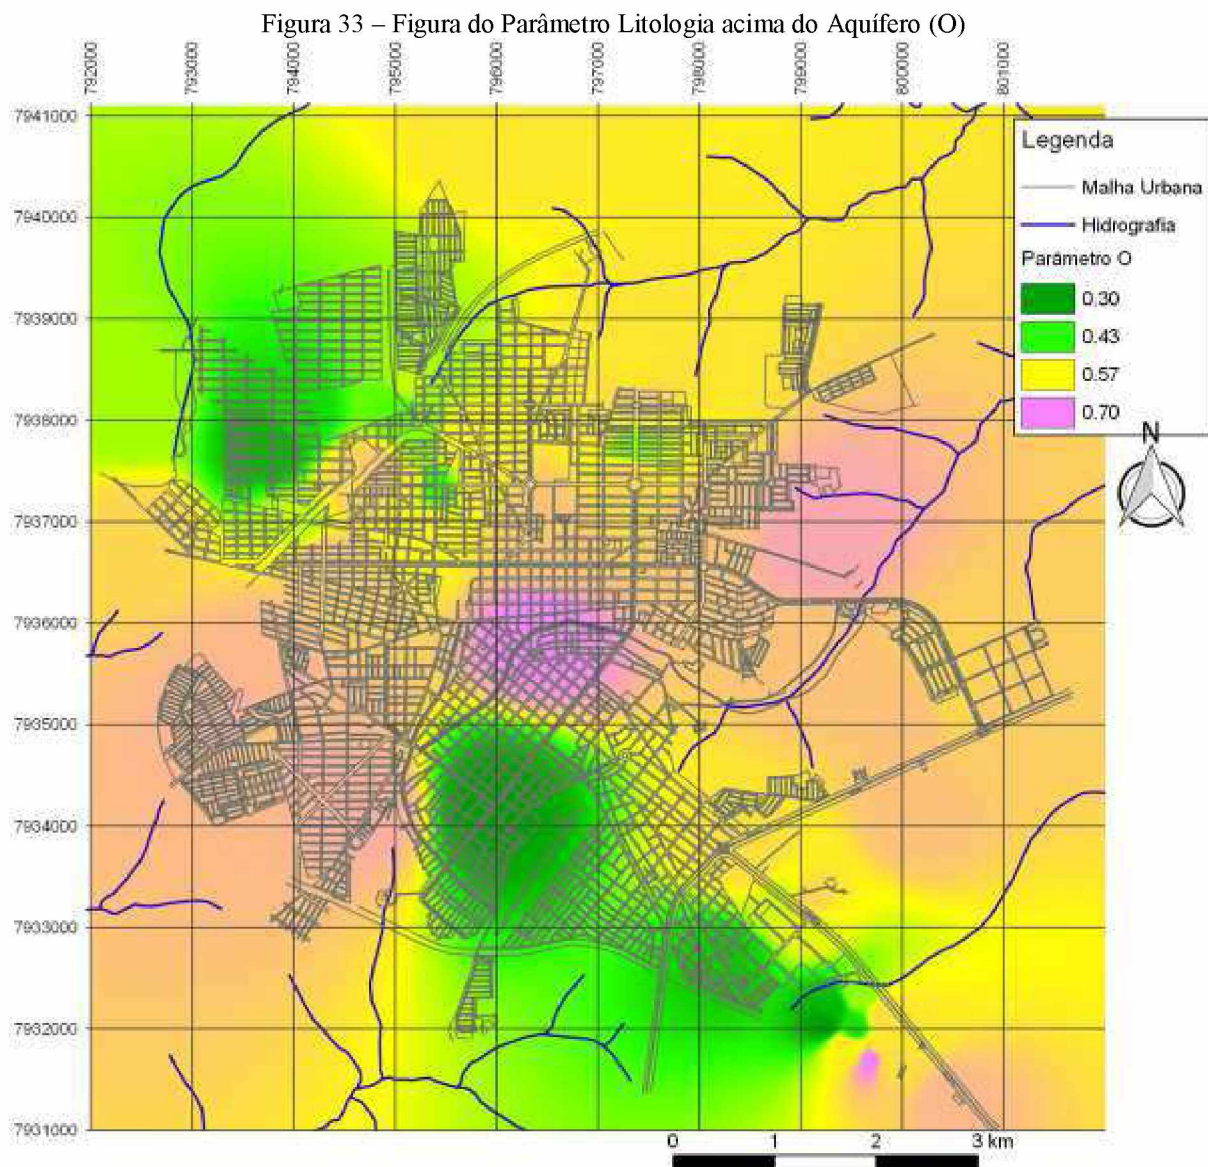 Figura 33 – Figura do Parâmetro Litologia acima do Aquífero (O)
792000 793000 794000 795000 796000 797000 798000 799000 800000 801000
7941000
7940000
7939000
7938000
7937000
7936000
7935000
7934000
7933000
7932000
7931000
Legenda
Malha Urbana
Hidrografia
Parâmetro O
0.30
0.43
0.57
0.70
N
0 1 2 3 km